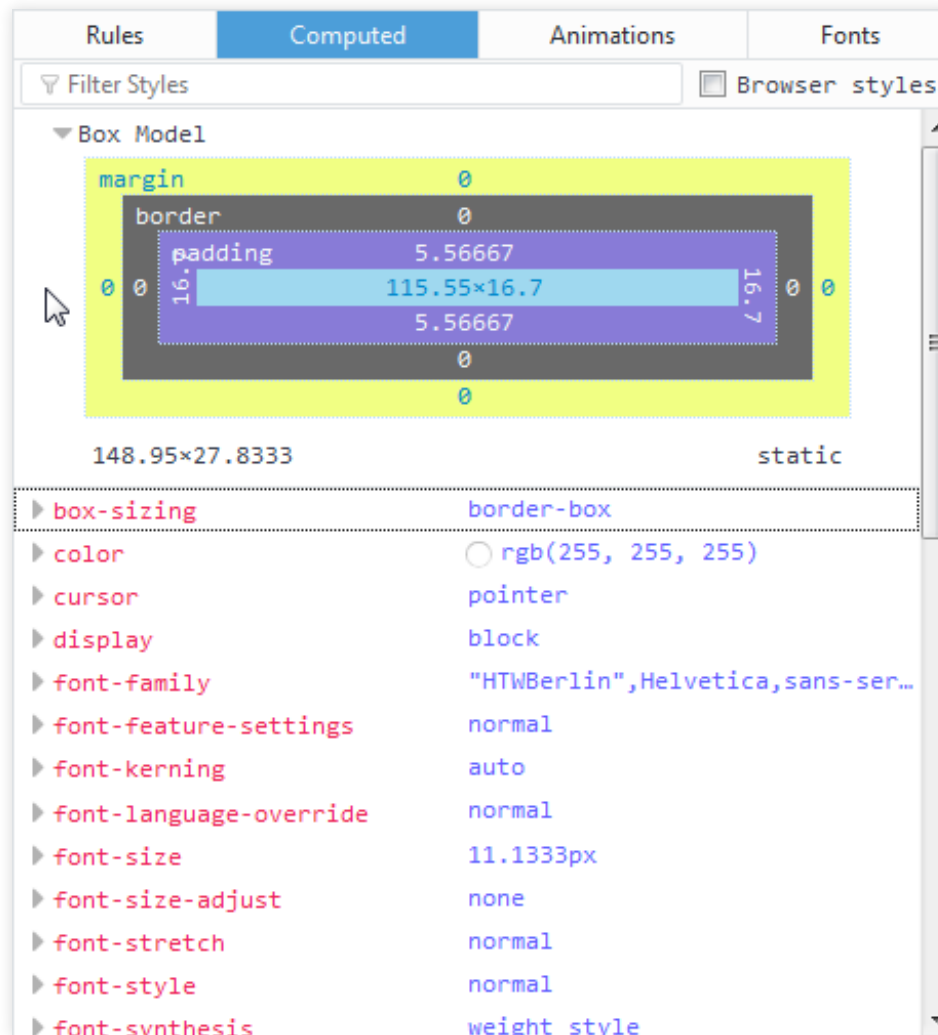 Rules Computed Animations Fonts
Filter Styles Browser styles
Box Model
margin 0
border 0
padding 5.56667
0 0 16.7 115.55×16.7 16.7 0 0
5.56667
0
0
148.95×27.8333 static
box-sizing border-box
color rgb(255, 255, 255)
cursor pointer
display block
font-family "HTWBerlin",Helvetica,sans-ser…
font-feature-settings normal
font-kerning auto
font-language-override normal
font-size 11.1333px
font-size-adjust none
font-stretch normal
font-style normal
font-synthesis weight style